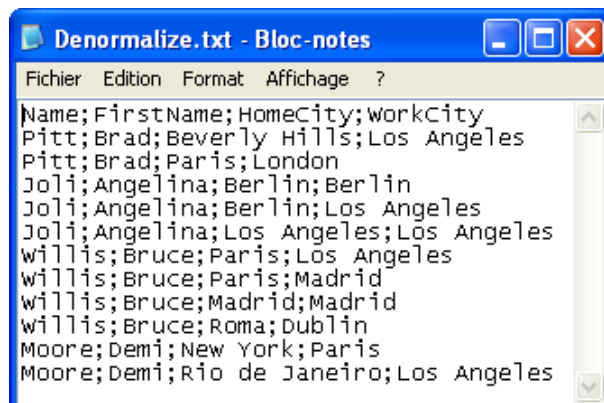 Denormalize.txt - Bloc-notes
Fichier Edition Format Affichage ?
Name;FirstName;HomeCity;WorkCity
Pitt;Brad;Beverly Hills;Los Angeles
Pitt;Brad;Paris;London
Joli;Angelina;Berlin;Berlin
Joli;Angelina;Berlin;Los Angeles
Joli;Angelina;Los Angeles;Los Angeles
Willis;Bruce;Paris;Los Angeles
Willis;Bruce;Paris;Madrid
Willis;Bruce;Madrid;Madrid
Willis;Bruce;Roma;Dublin
Moore;Demi;New York;Paris
Moore;Demi;Rio de Janeiro;Los Angeles